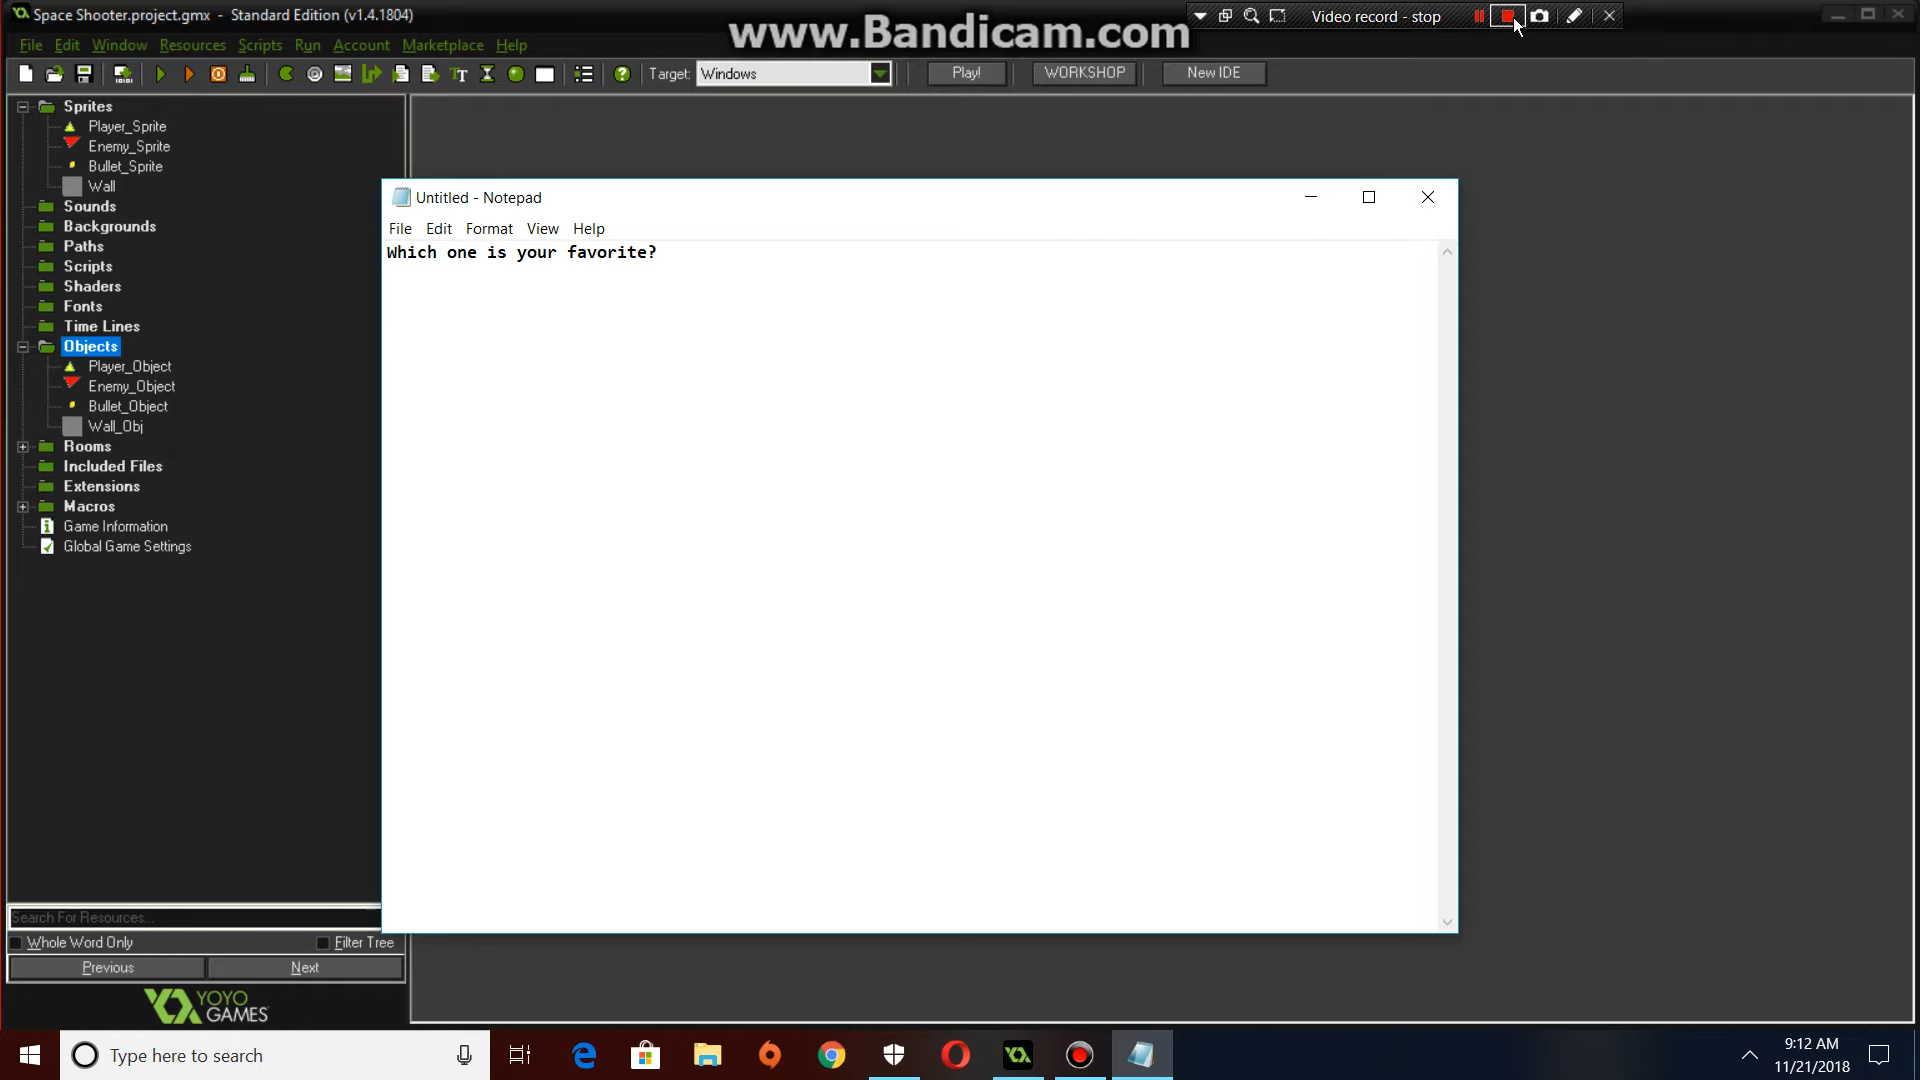 Space Shooter.project.gmx - Standard Edition (v1.4.1804)
www.Bandicam.com
Video record - stop
File Edit Window Resources Scripts Run Account Marketplace Help
Target: Windows Play! WORKSHOP New IDE
Sprites
Player_Sprite
Enemy_Sprite
Bullet_Sprite
Wall
Sounds
Backgrounds
Paths
Scripts
Shaders
Fonts
Time Lines
Objects
Player_Object
Enemy_Object
Bullet_Object
Wall_Obj
Rooms
Included Files
Extensions
Macros
Game Information
Global Game Settings
Untitled - Notepad
File Edit Format View Help
Which one is your favorite?
Search For Resources...
Whole Word Only Filter Tree
Previous Next
YOYO
GAMES
Type here to search
9:12 AM
11/21/2018